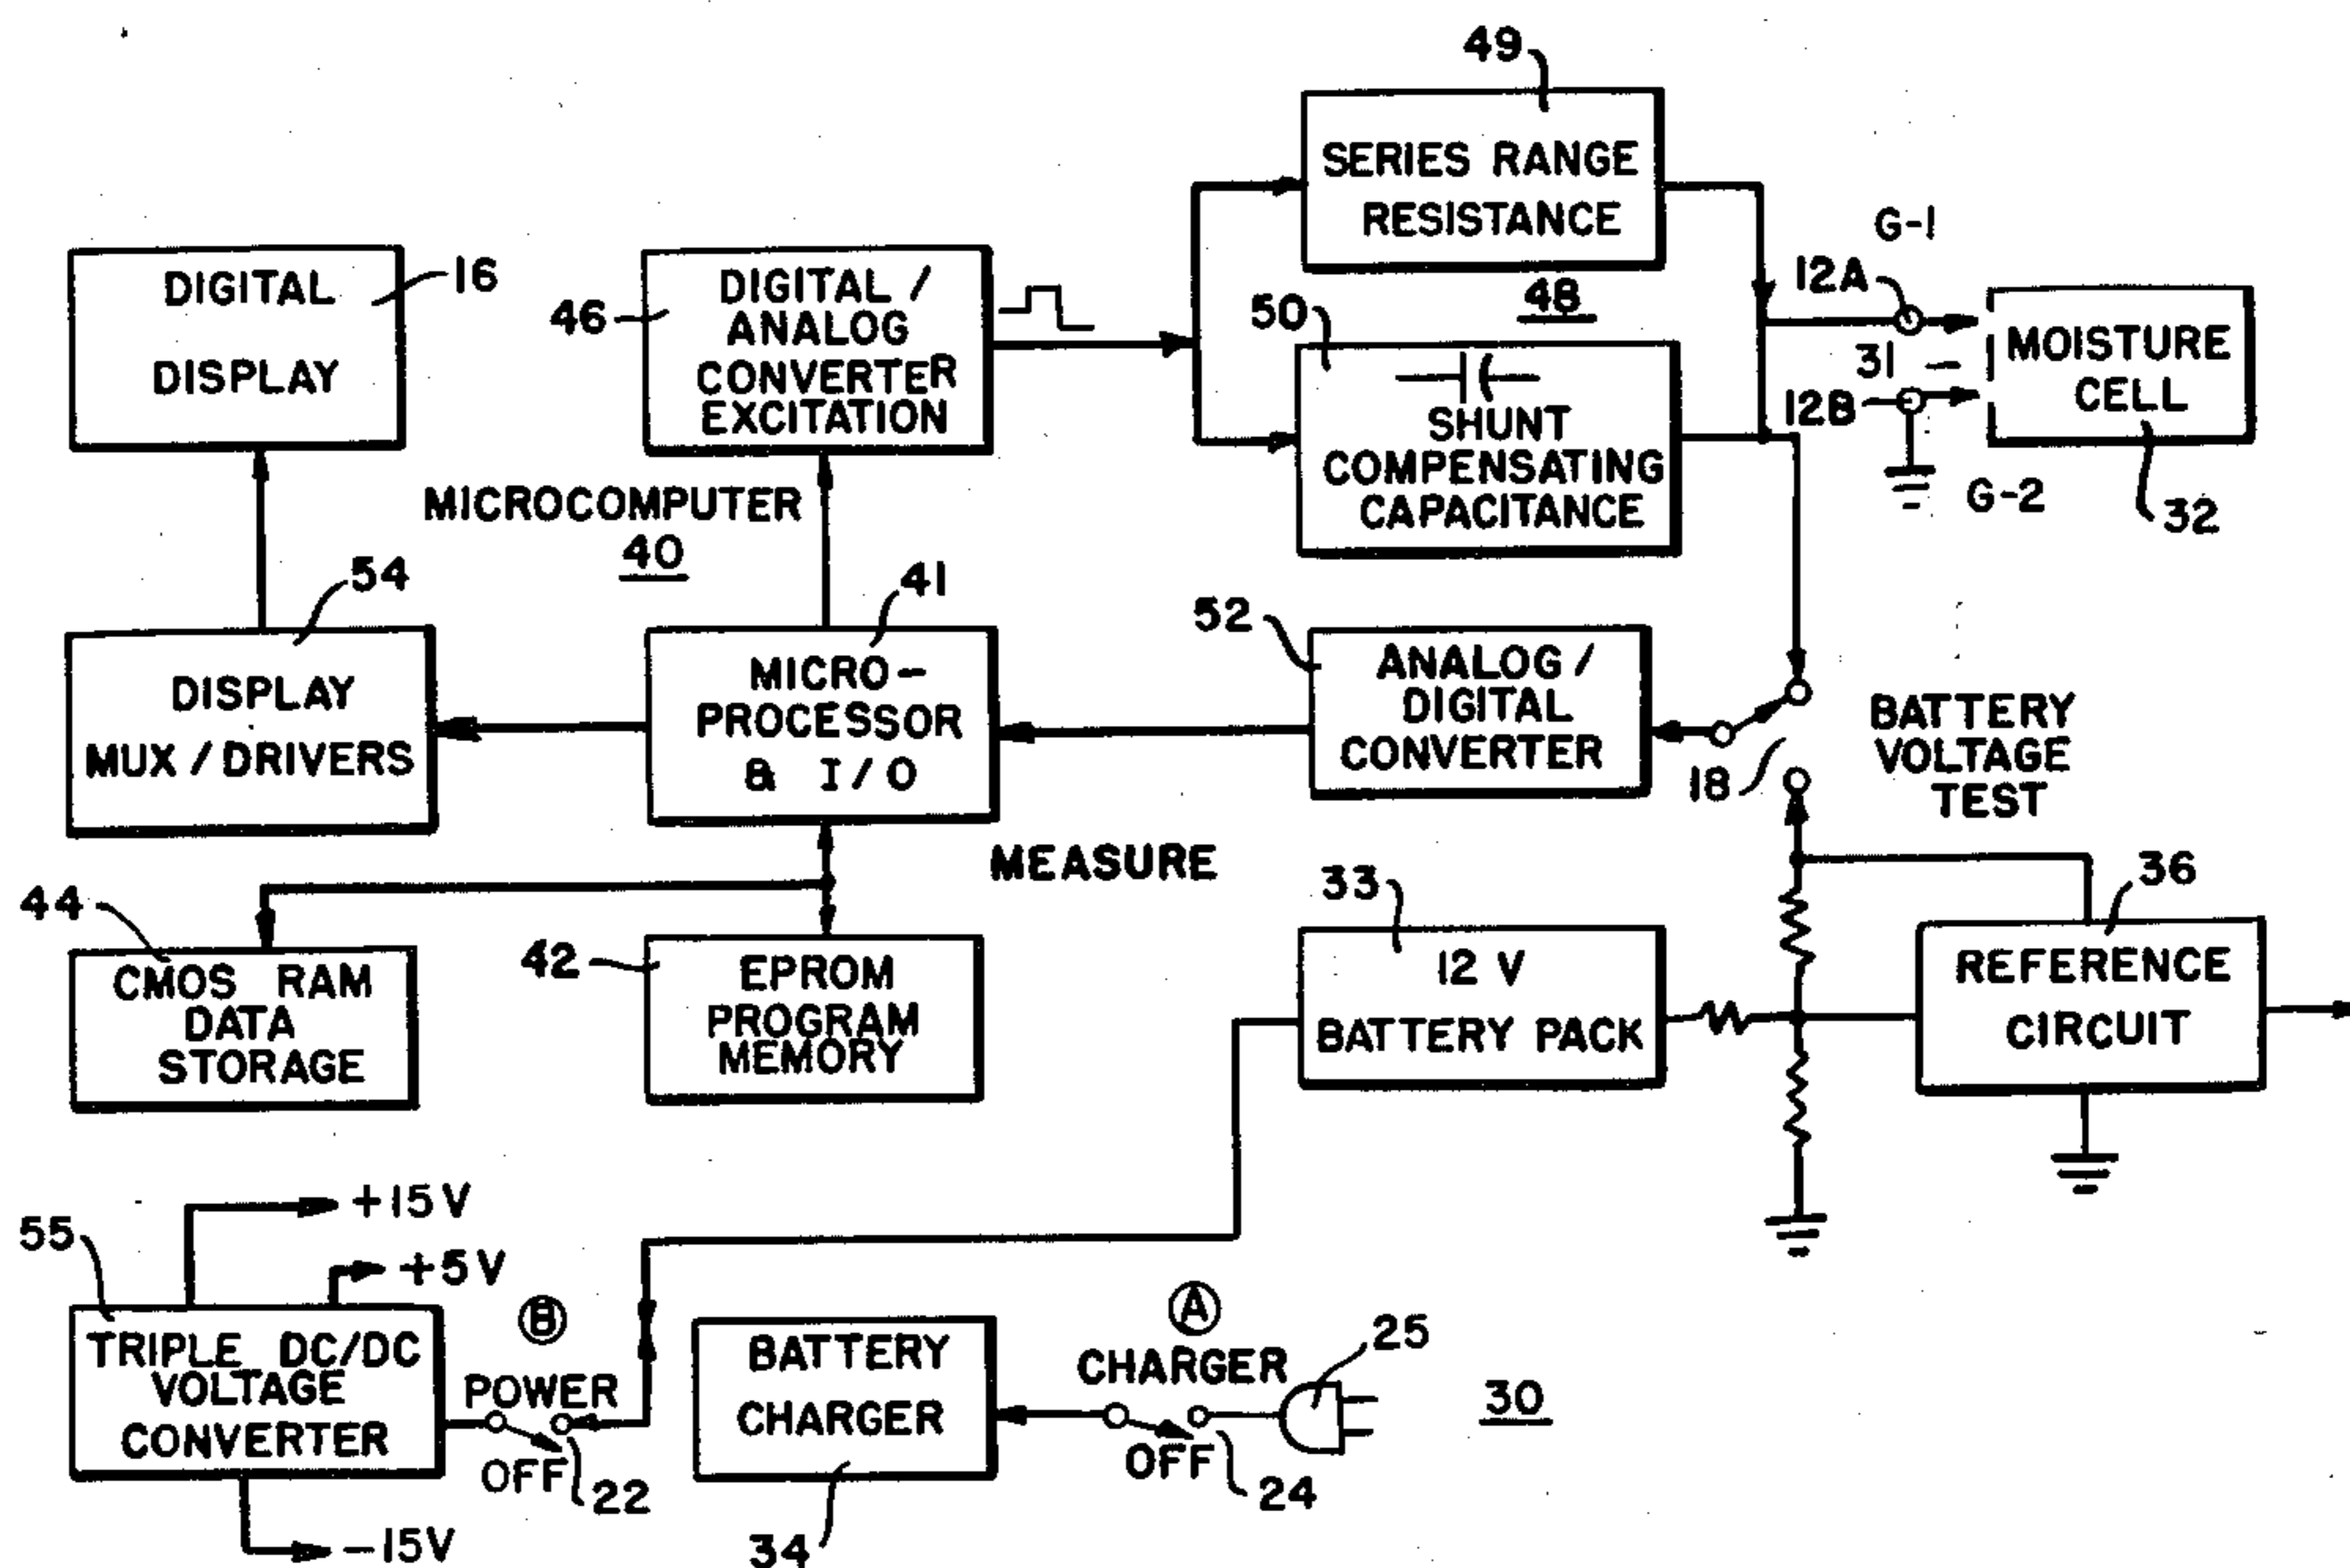 49
SERIES RANGE
RESISTANCE
48
G-1
12A
31
12B
MOISTURE
CELL
G-2
32
DIGITAL
DISPLAY
16
46
DIGITAL /
ANALOG
CONVERTER
EXCITATION
50
SHUNT
COMPENSATING
CAPACITANCE
MICROCOMPUTER
40
54
DISPLAY
MUX / DRIVERS
41
MICRO-
PROCESSOR
& I/O
52
ANALOG /
DIGITAL
CONVERTER
18
BATTERY
VOLTAGE
TEST
MEASURE
44
CMOS RAM
DATA
STORAGE
42
EPROM
PROGRAM
MEMORY
33
12 V
BATTERY PACK
36
REFERENCE
CIRCUIT
55
+15V
+5V
TRIPLE DC/DC
VOLTAGE
CONVERTER
-15V
B
POWER
OFF
22
BATTERY
CHARGER
34
A
CHARGER
OFF
24
25
30